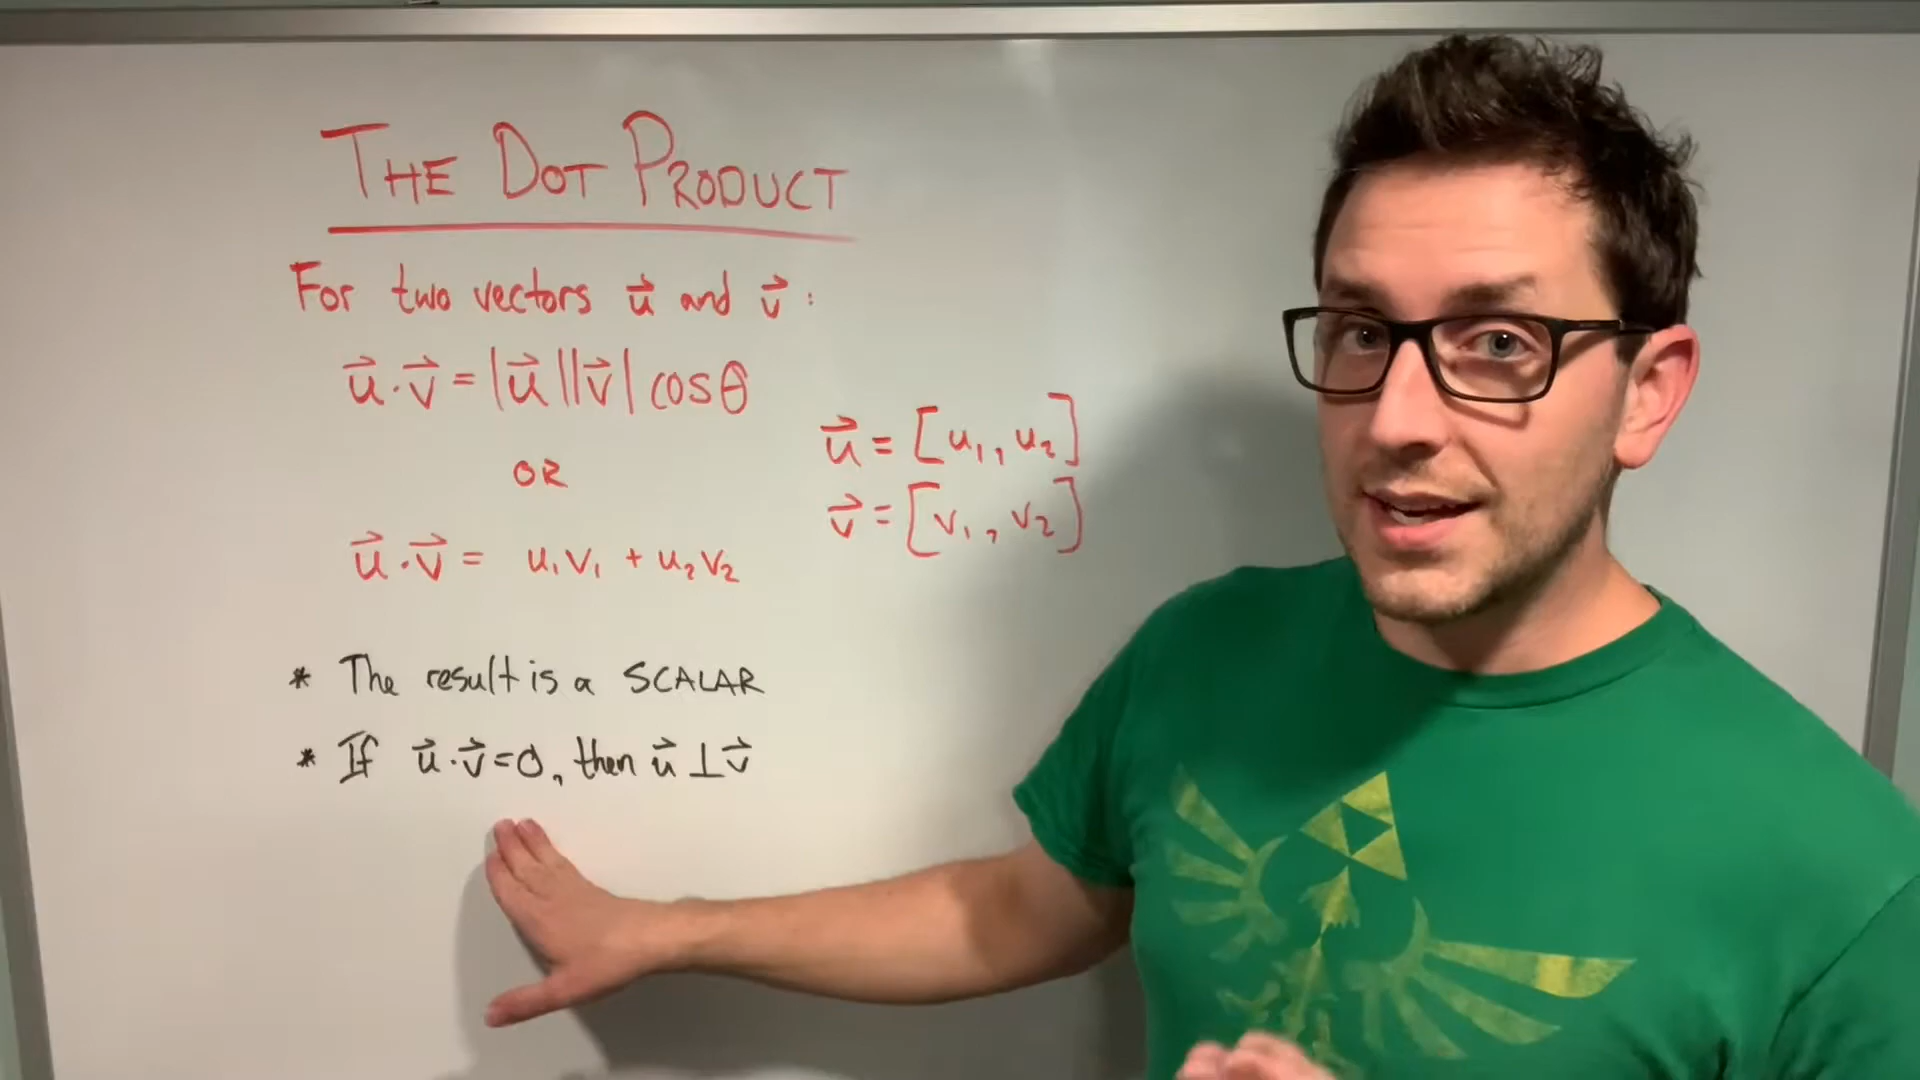 THE DOT PRODUCT
For two vectors u⃗ and v⃗ :
u⃗ · v⃗ = |u⃗||v⃗| cosθ
OR
u⃗ · v⃗ = u₁v₁ + u₂v₂
u⃗ = [u₁, u₂]
v⃗ = [v₁, v₂]
* The result is a SCALAR
* If u⃗ · v⃗ = 0, then u⃗ ⊥ v⃗